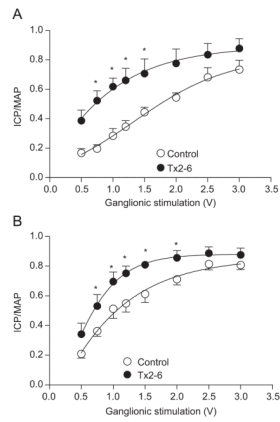 A
1.0
0.8
0.6
0.4
0.2
0.0
ICP/MAP
* * * *
Control
Tx2-6
0.0 0.5 1.0 1.5 2.0 2.5 3.0 3.5
Ganglionic stimulation (V)
B
1.0
0.8
0.6
0.4
0.2
0.0
ICP/MAP
* * * * *
Control
Tx2-6
0.0 0.5 1.0 1.5 2.0 2.5 3.0 3.5
Ganglionic stimulation (V)